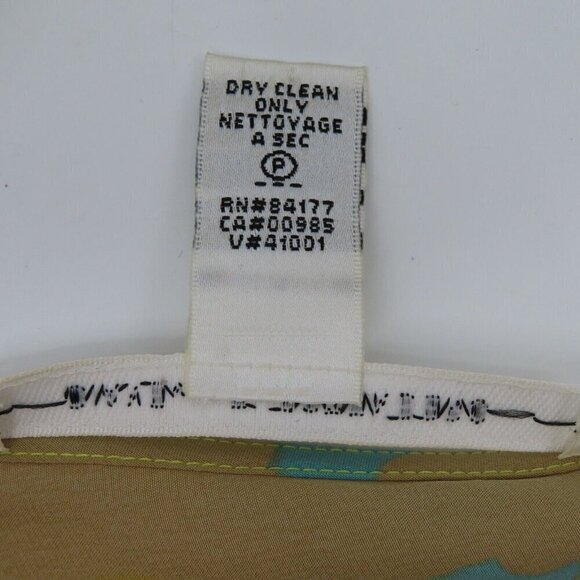 DRY CLEAN
ONLY
NETTOYAGE
A SEC
P
RN#84177
CA#00985
V#41001